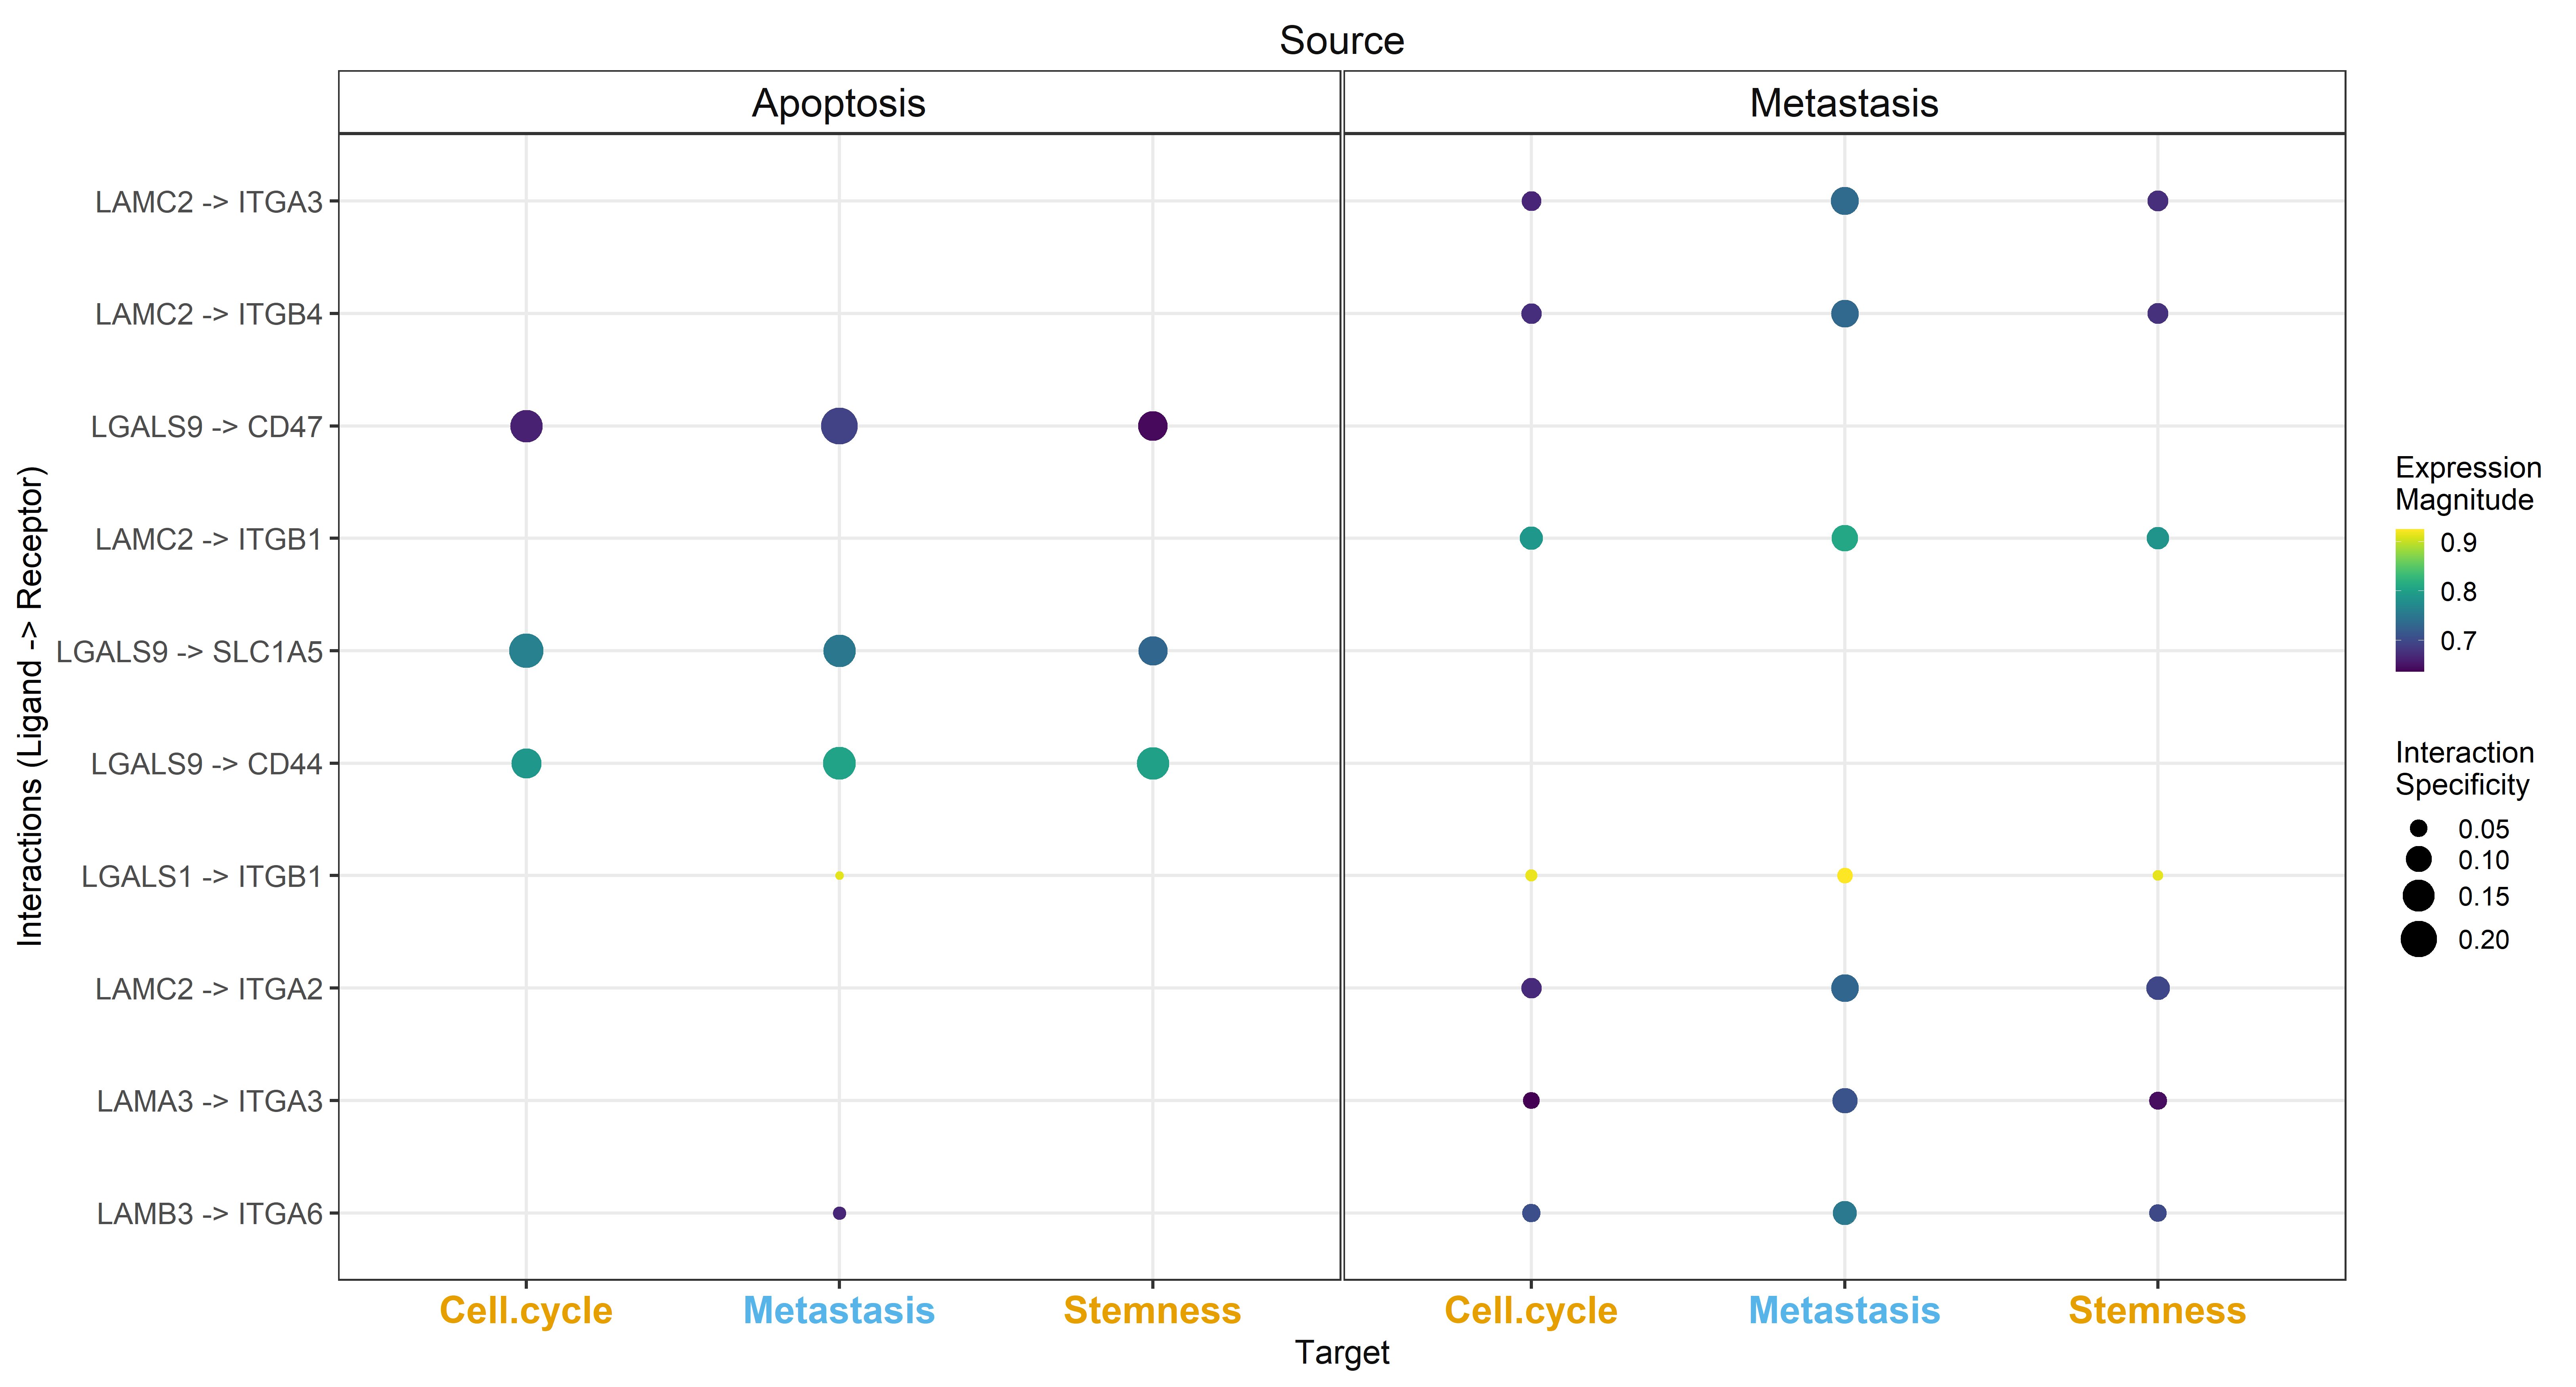 Source
Apoptosis
Metastasis
Interactions (Ligand -> Receptor)
LAMC2 -> ITGA3
LAMC2 -> ITGB4
LGALS9 -> CD47
LAMC2 -> ITGB1
LGALS9 -> SLC1A5
LGALS9 -> CD44
LGALS1 -> ITGB1
LAMC2 -> ITGA2
LAMA3 -> ITGA3
LAMB3 -> ITGA6
Cell.cycle
Metastasis
Stemness
Cell.cycle
Metastasis
Stemness
Target
Expression
Magnitude
0.9
0.8
0.7
Interaction
Specificity
0.05
0.10
0.15
0.20